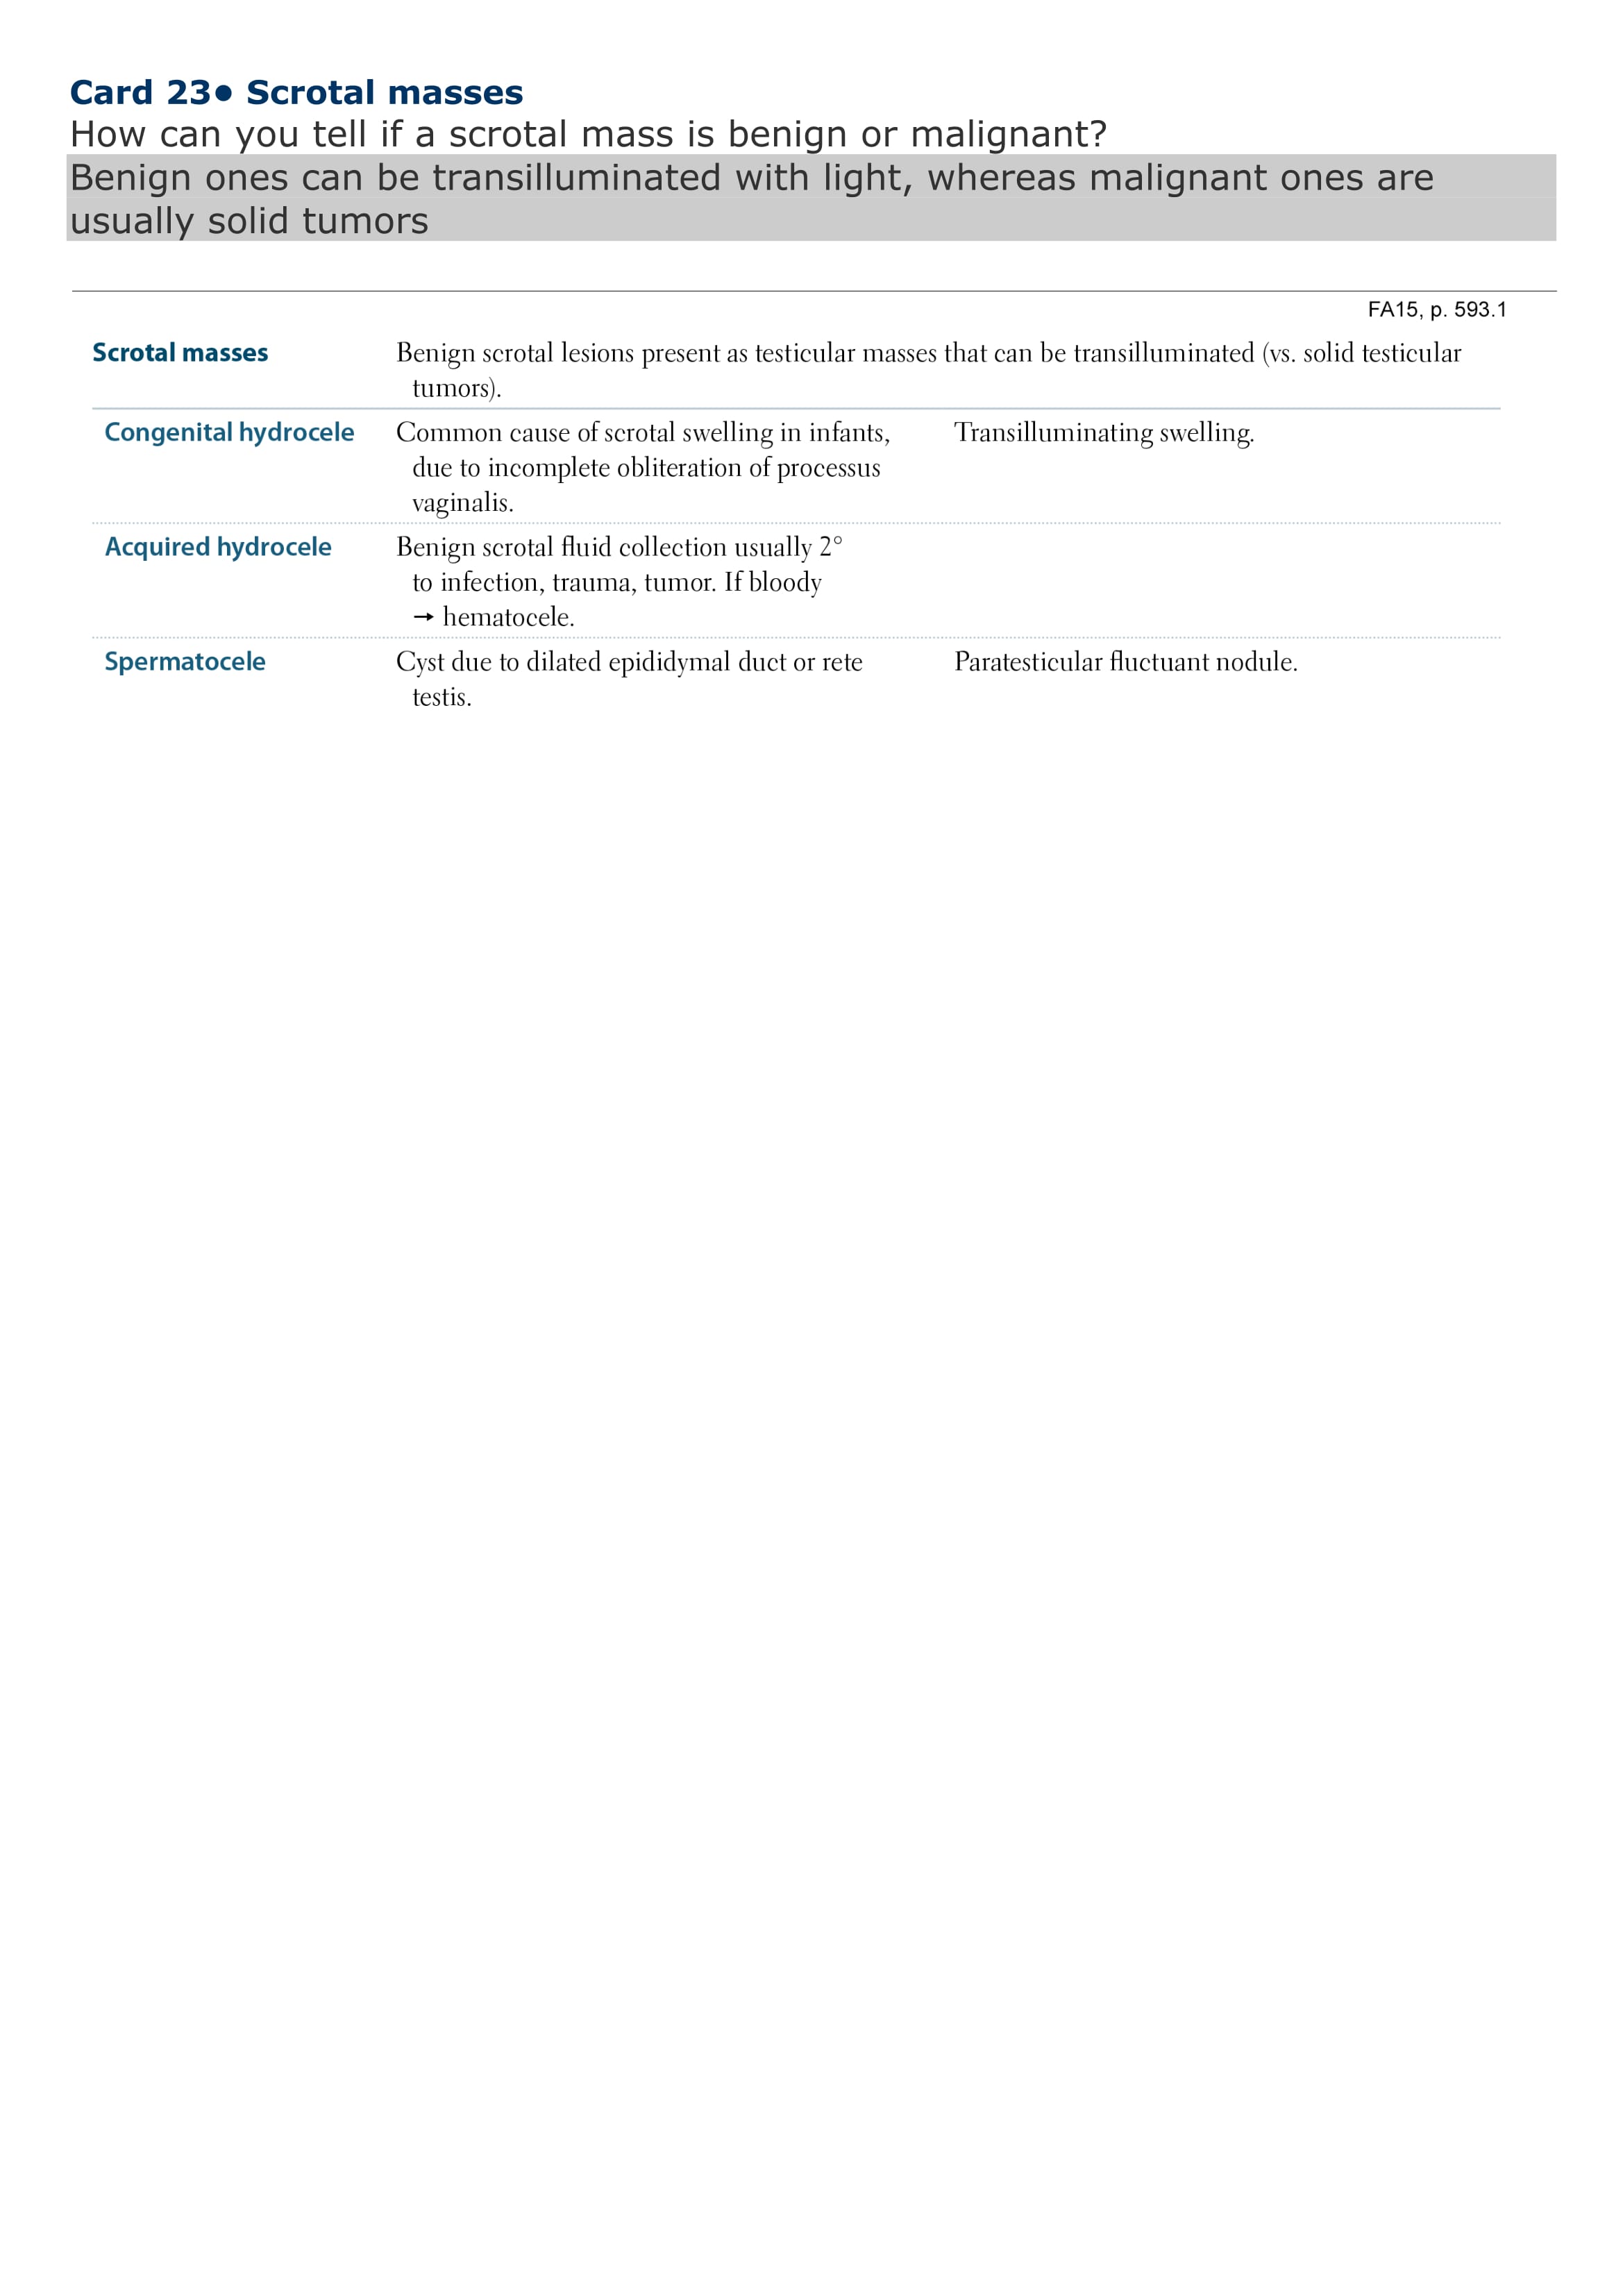 Card 23• Scrotal masses
How can you tell if a scrotal mass is benign or malignant?
Benign ones can be transilluminated with light, whereas malignant ones are
usually solid tumors
FA15, p. 593.1
Scrotal masses Benign scrotal lesions present as testicular masses that can be transilluminated (vs. solid testicular
tumors).
Congenital hydrocele Common cause of scrotal swelling in infants, Transilluminating swelling.
due to incomplete obliteration of processus
vaginalis.
Acquired hydrocele Benign scrotal fluid collection usually 2°
to infection, trauma, tumor. If bloody
→ hematocele.
Spermatocele Cyst due to dilated epididymal duct or rete Paratesticular fluctuant nodule.
testis.